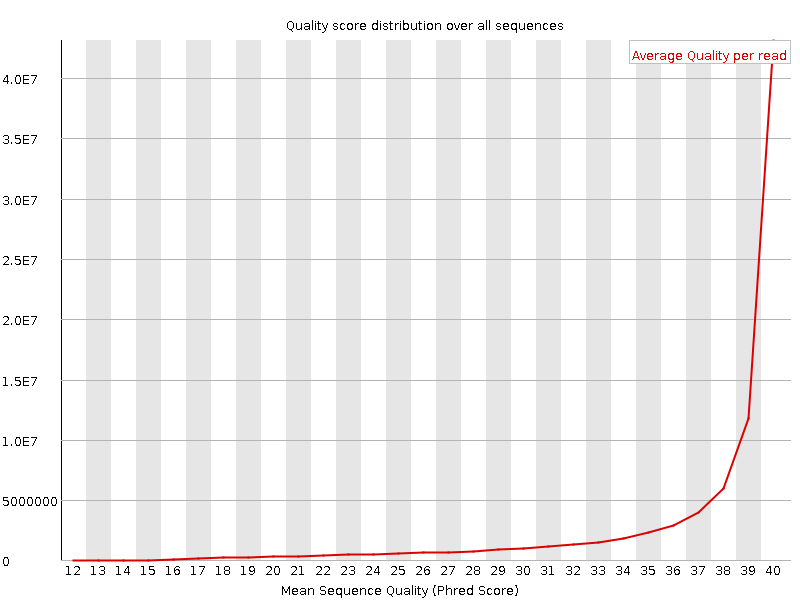 Quality score distribution over all sequences
Average Quality per read
4.0E7
3.5E7
3.0E7
2.5E7
2.0E7
1.5E7
1.0E7
5000000
0
12 13 14 15 16 17 18 19 20 21 22 23 24 25 26 27 28 29 30 31 32 33 34 35 36 37 38 39 40
Mean Sequence Quality (Phred Score)